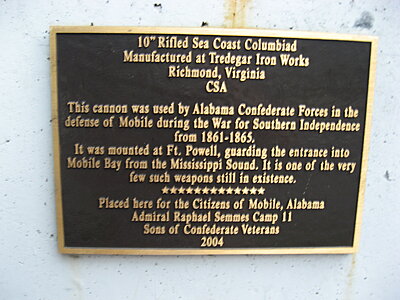 10" Rifled Sea Coast Columbiad
Manufactured at Tredegar Iron Works
Richmond, Virginia
CSA
This cannon was used by Alabama Confederate Forces in the
defense of Mobile during the War for Southern Independence
from 1861-1865.
It was mounted at Ft. Powell, guarding the entrance into
Mobile Bay from the Mississippi Sound. It is one of the very
few such weapons still in existence.
★★★★★★★★★★★★★
Placed here for the Citizens of Mobile, Alabama
Admiral Raphael Semmes Camp 11
Sons of Confederate Veterans
2004